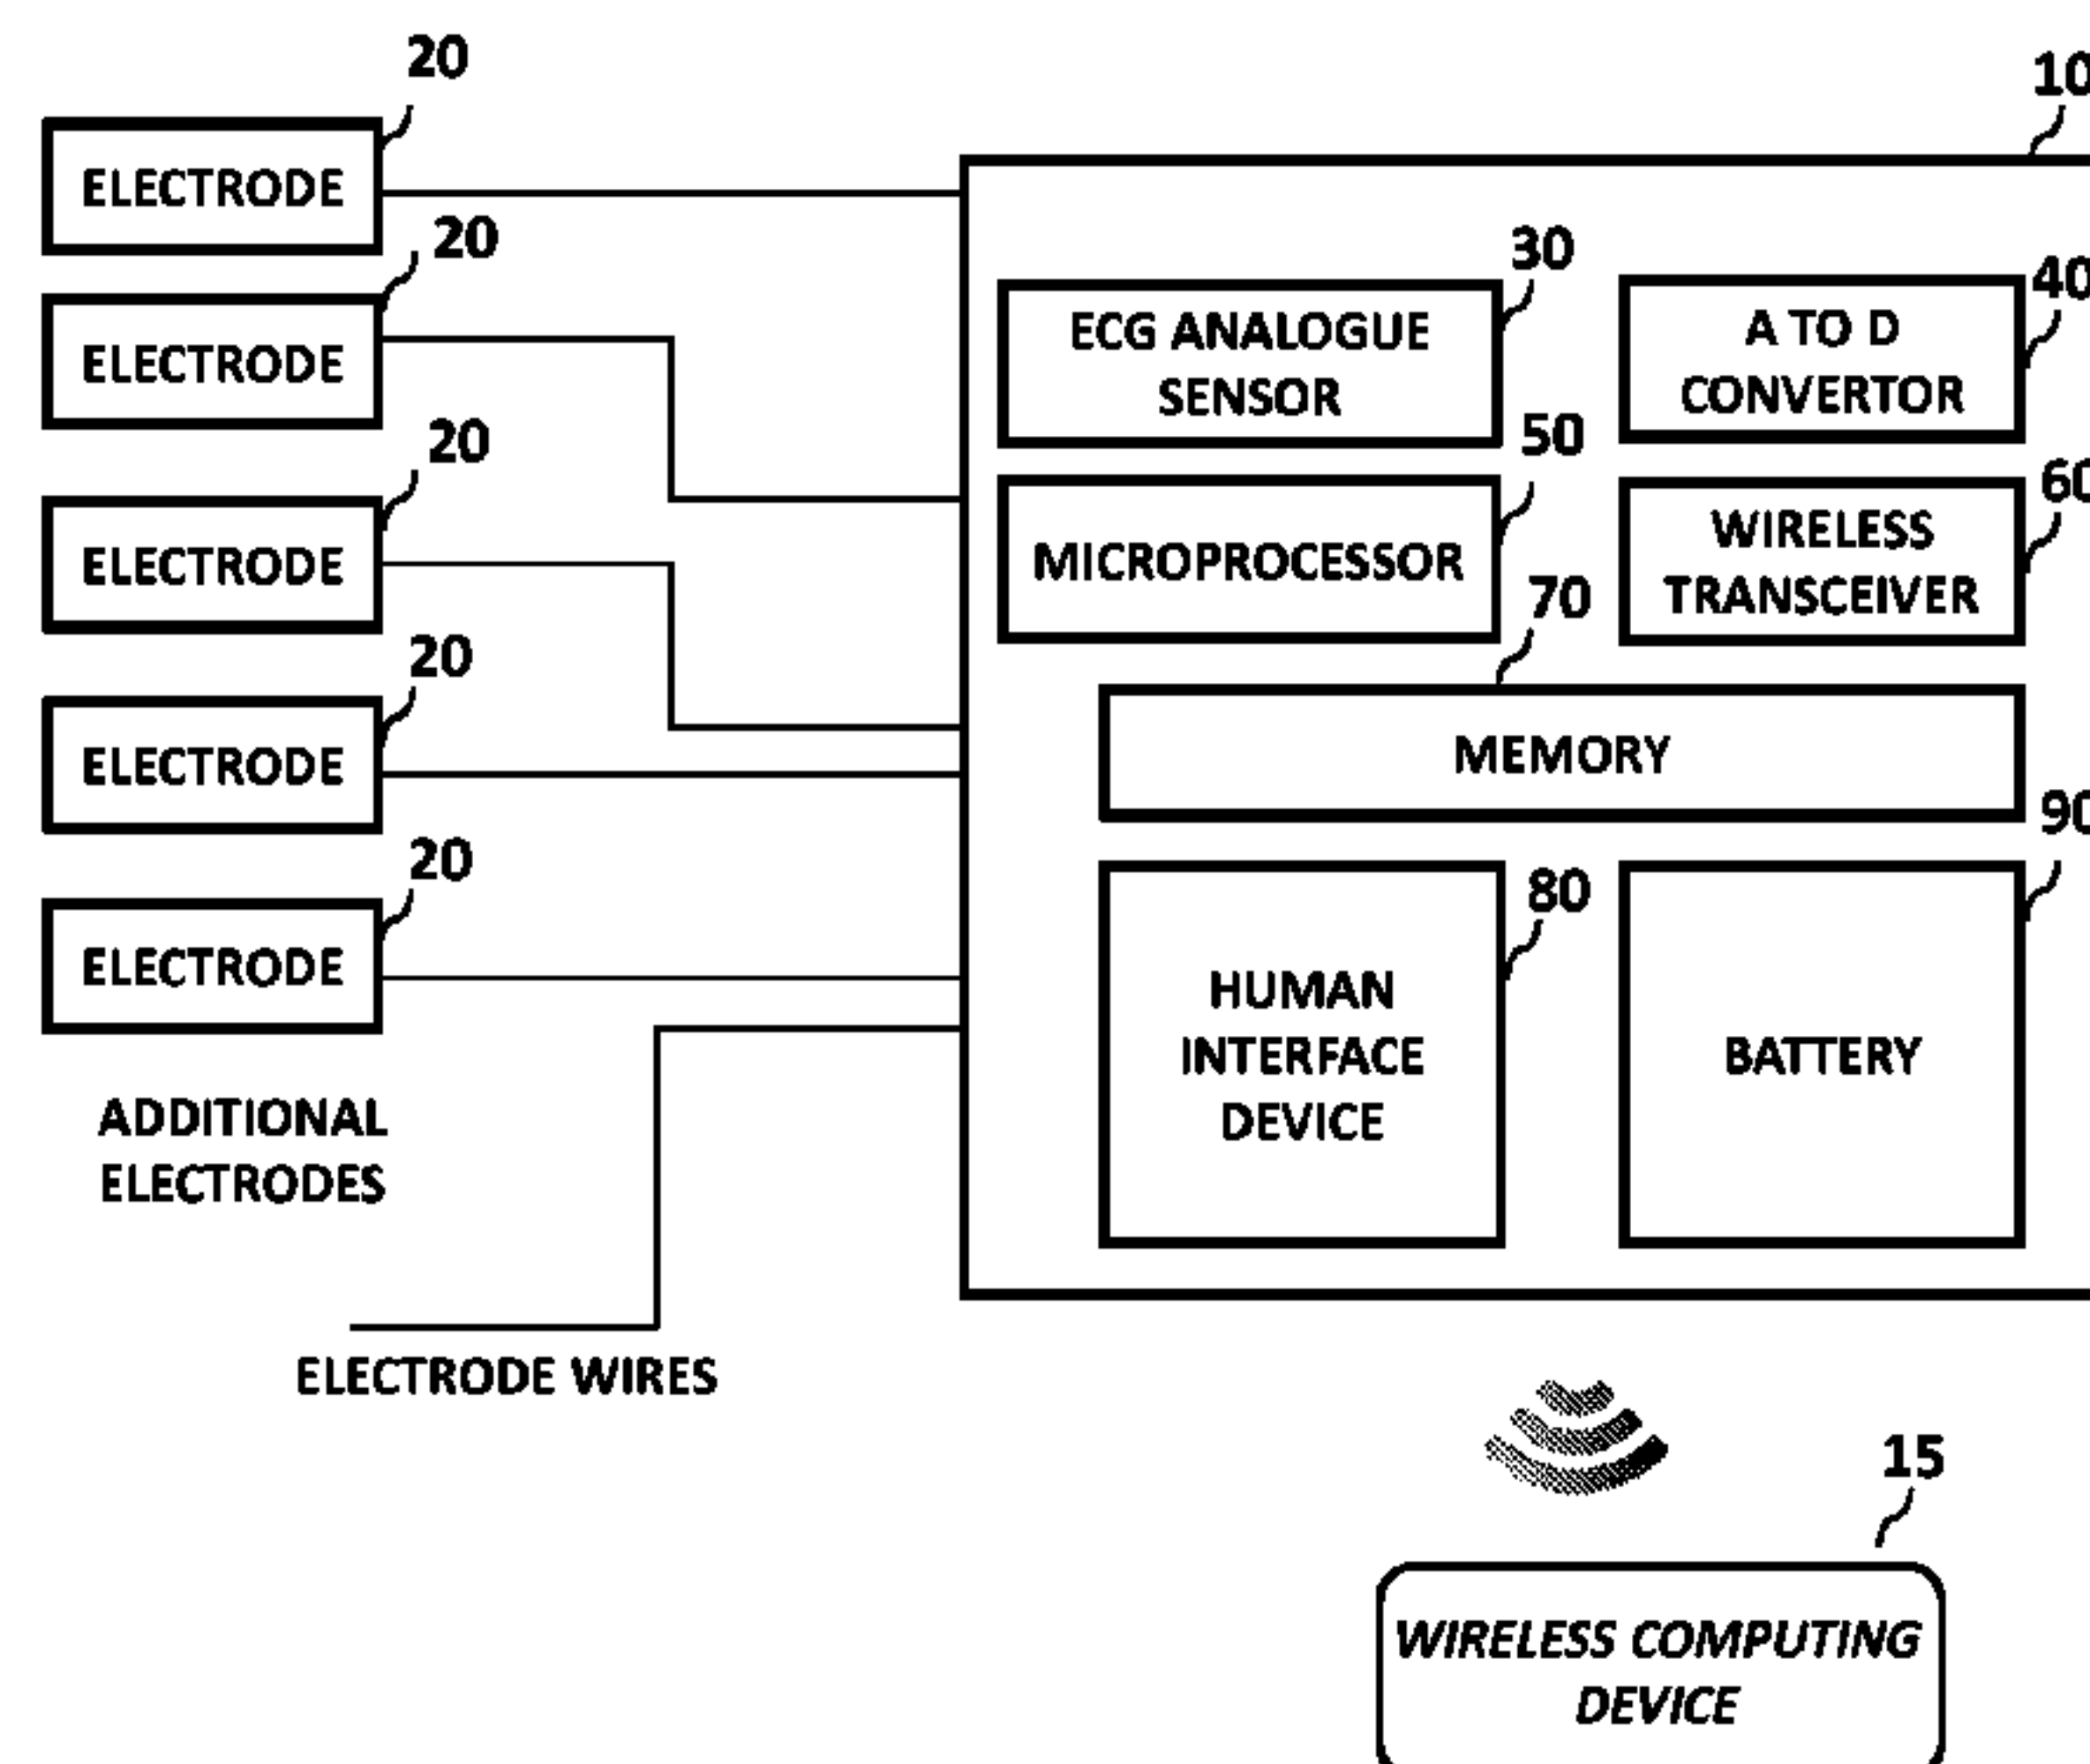 20
10
ELECTRODE
20
30
40
ECG ANALOGUE
SENSOR
A TO D
CONVERTOR
ELECTRODE
20
50
60
ELECTRODE
MICROPROCESSOR
WIRELESS
TRANSCEIVER
70
20
ELECTRODE
MEMORY
90
20
80
ELECTRODE
HUMAN
INTERFACE
DEVICE
BATTERY
ADDITIONAL
ELECTRODES
ELECTRODE WIRES
15
WIRELESS COMPUTING
DEVICE